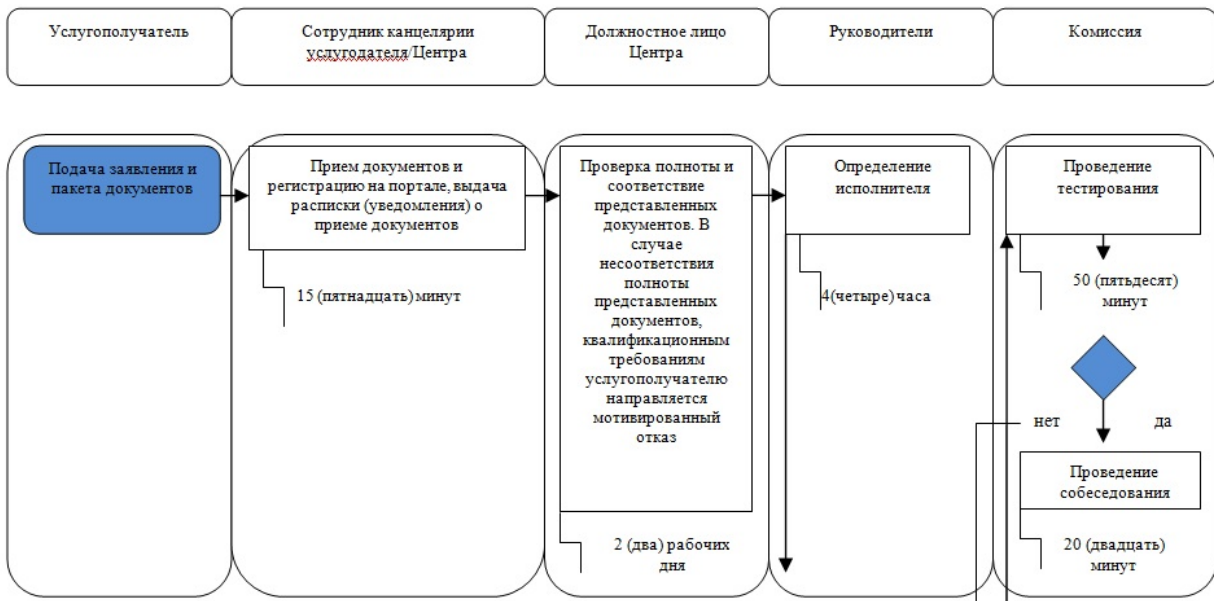 Услугополучатель
Сотрудник канцелярии
услугодателя/Центра
Должностное лицо
Центра
Руководители
Комиссия
Подача заявления и
пакета документов
Прием документов и
регистрацию на портале, выдача
расписки (уведомления) о
приеме документов
15 (пятнадцать) минут
Проверка полноты и
соответствие
представленных
документов. В
случае
несоответствия
полноты
представленных
документов,
квалификационным
требованиям
услугополучателю
направляется
мотивированный
отказ
2 (два) рабочих
дня
Определение
исполнителя
4(четыре) часа
Проведение
тестирования
50 (пятьдесят)
минут
нет
да
Проведение
собеседования
20 (двадцать)
минут